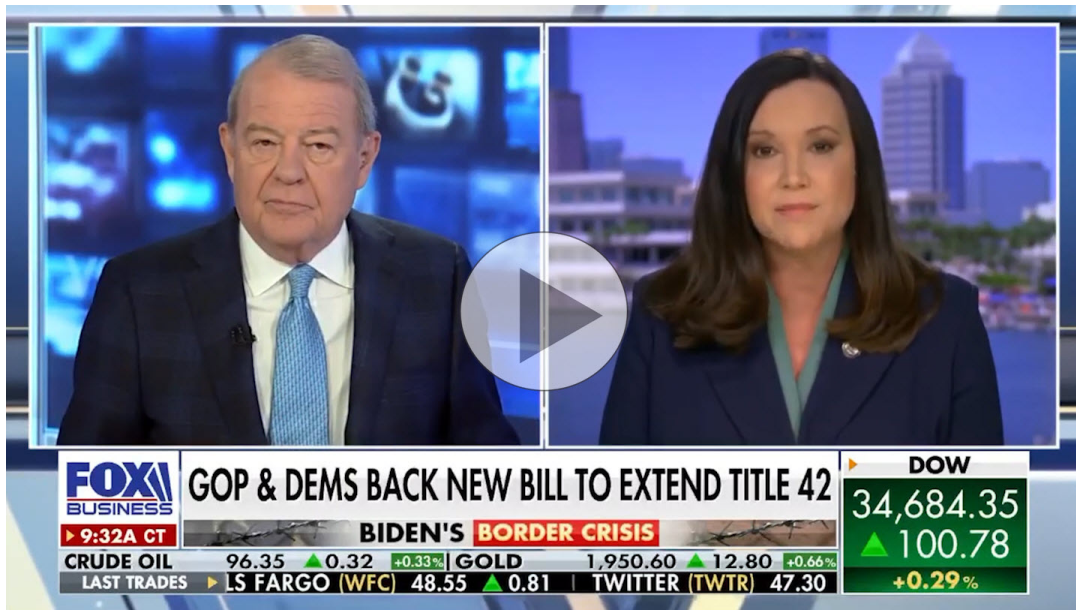 FOX
BUSINESS
9:32A CT
GOP & DEMS BACK NEW BILL TO EXTEND TITLE 42
BIDEN'S BORDER CRISIS
DOW
34,684.35
100.78
+0.29%
CRUDE OIL 96.35 0.32 +0.33% GOLD 1,950.60 12.80 +0.66%
LAST TRADES LS FARGO (WFC) 48.55 0.81 TWITTER (TWTR) 47.30